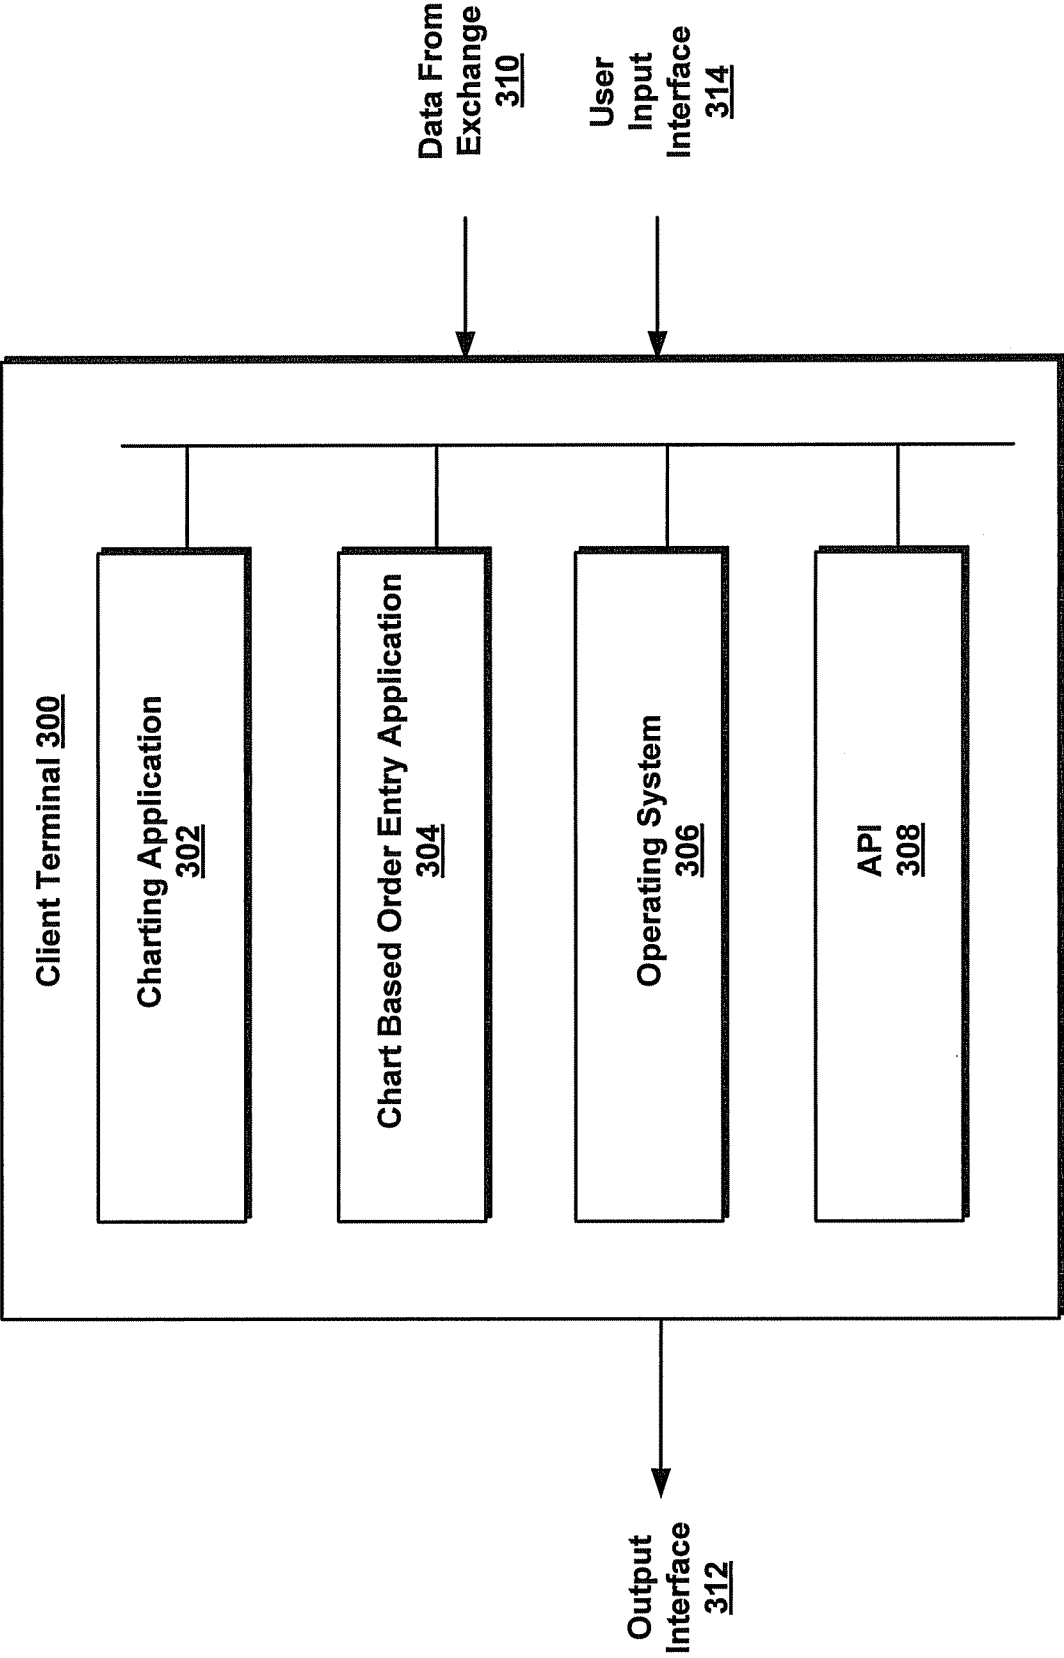 Client Terminal 300
Charting Application
302
Chart Based Order Entry Application
304
Operating System
306
API
308
Output
Interface
312
Data From
Exchange
310
User
Input
Interface
314